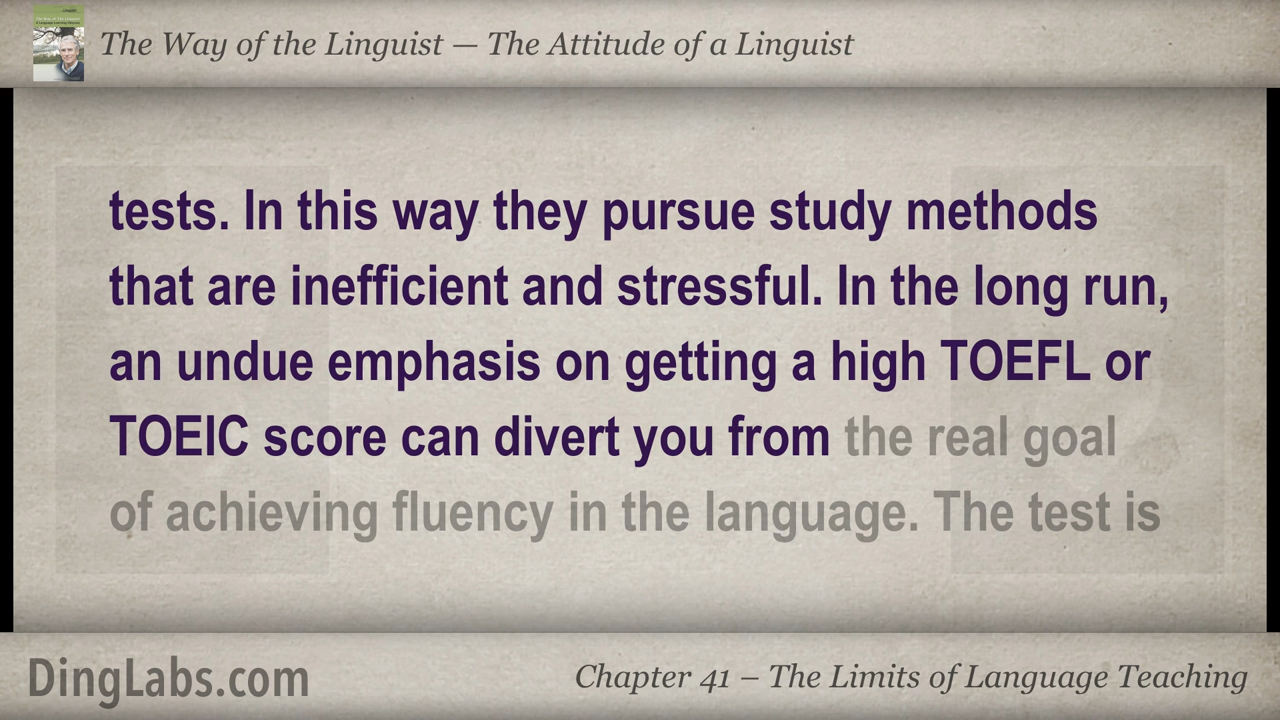 The Way of the Linguist — The Attitude of a Linguist
tests. In this way they pursue study methods
that are inefficient and stressful. In the long run,
an undue emphasis on getting a high TOEFL or
TOEIC score can divert you from the real goal
of achieving fluency in the language. The test is
DingLabs.com
Chapter 41 – The Limits of Language Teaching